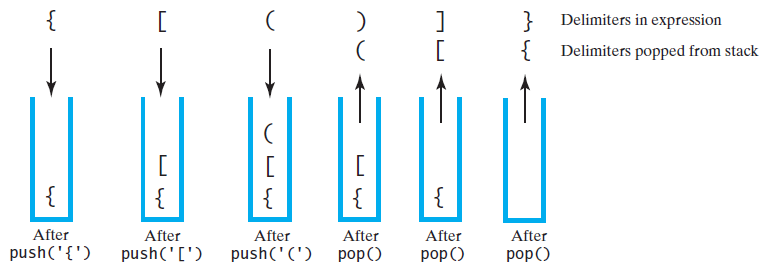 { [ ( ) ] } Delimiters in expression
( [ { Delimiters popped from stack
(
[ [ [
{ { { { {
After After After After After After
push('{') push('[') push('(') pop() pop() pop()